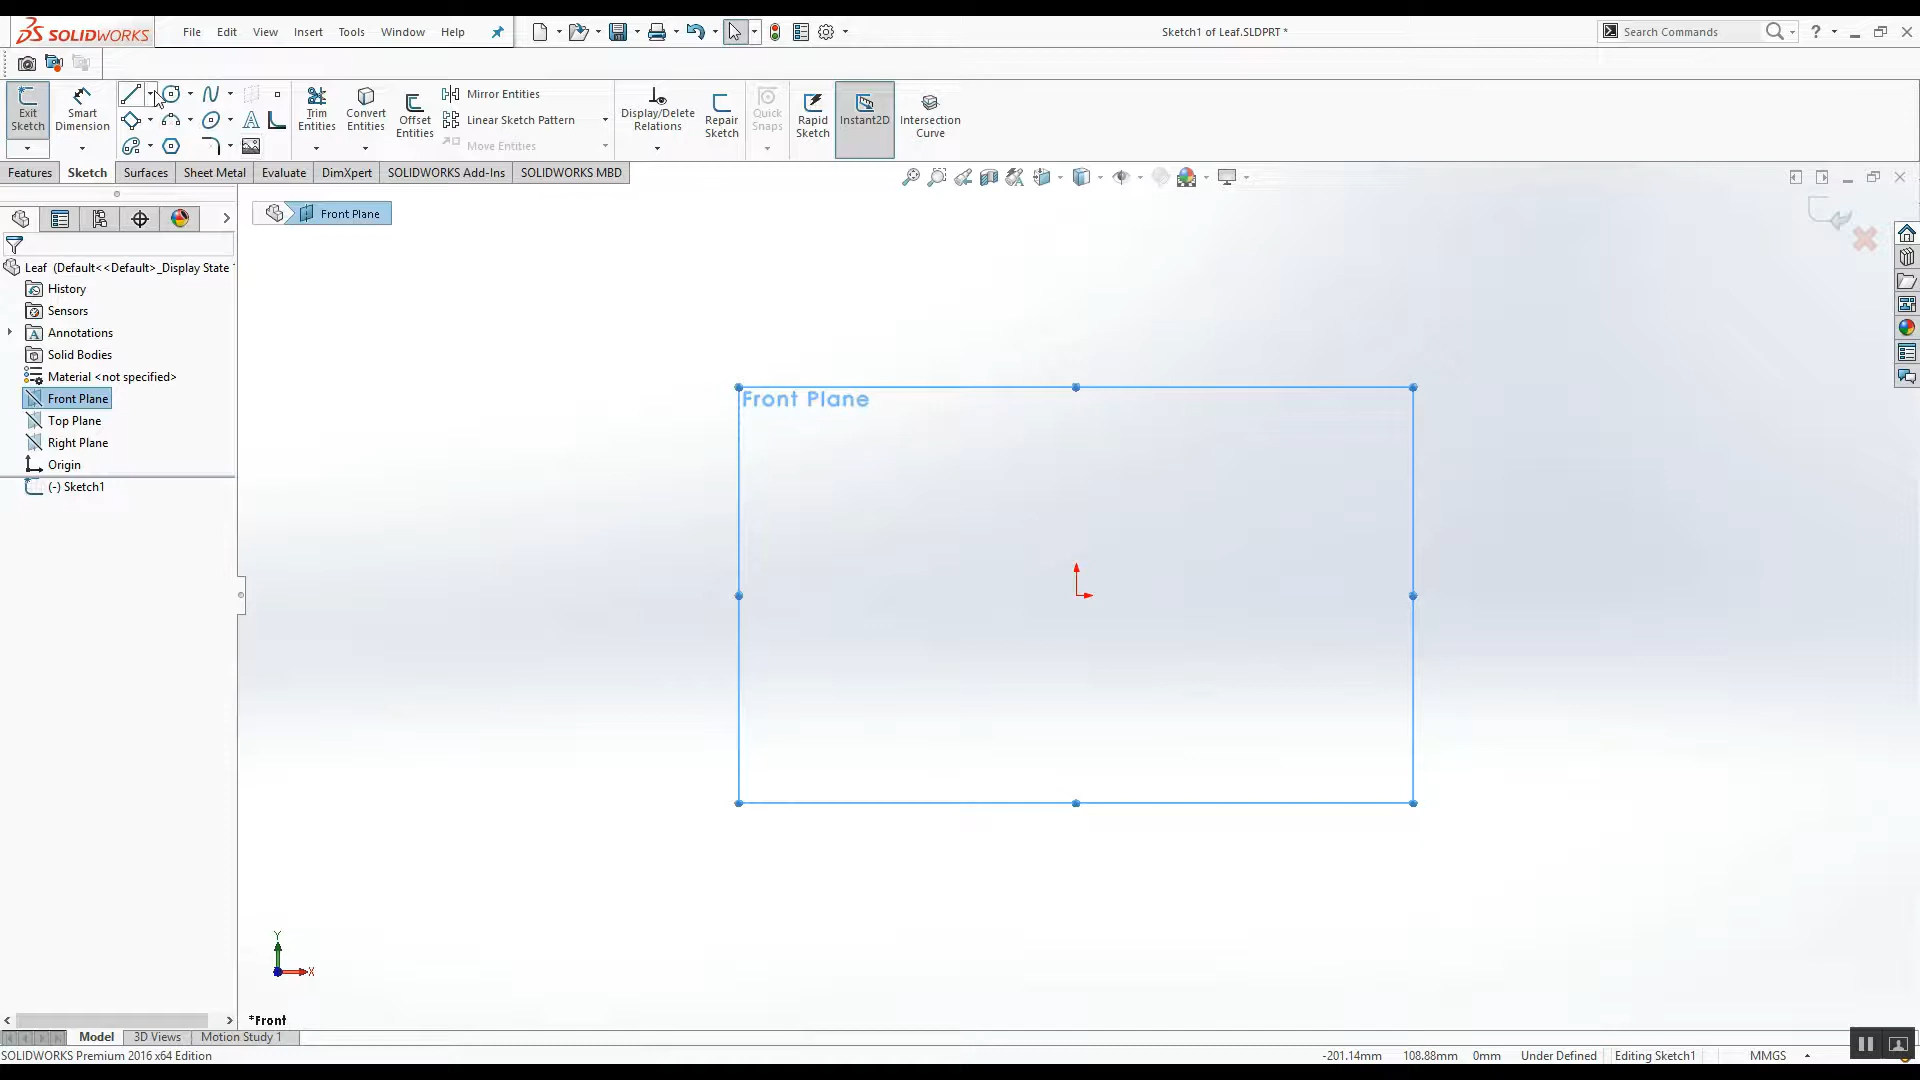 SOLIDWORKS File Edit View Insert Tools Window Help Sketch1 of Leaf.SLDPRT * Search Commands ?
Exit Sketch
Smart Dimension
Trim Entities
Convert Entities
Offset Entities
Mirror Entities
Linear Sketch Pattern
Move Entities
Display/Delete Relations
Repair Sketch
Quick Snaps
Rapid Sketch
Instant2D
Intersection Curve
Features Sketch Surfaces Sheet Metal Evaluate DimXpert SOLIDWORKS Add-Ins SOLIDWORKS MBD
Front Plane
Leaf (Default<<Default>_Display State
History
Sensors
Annotations
Solid Bodies
Material <not specified>
Front Plane
Top Plane
Right Plane
Origin
(-) Sketch1
Front Plane
Y
X
*Front
Model 3D Views Motion Study 1
SOLIDWORKS Premium 2016 x64 Edition -201.14mm 108.88mm 0mm Under Defined Editing Sketch1 MMGS